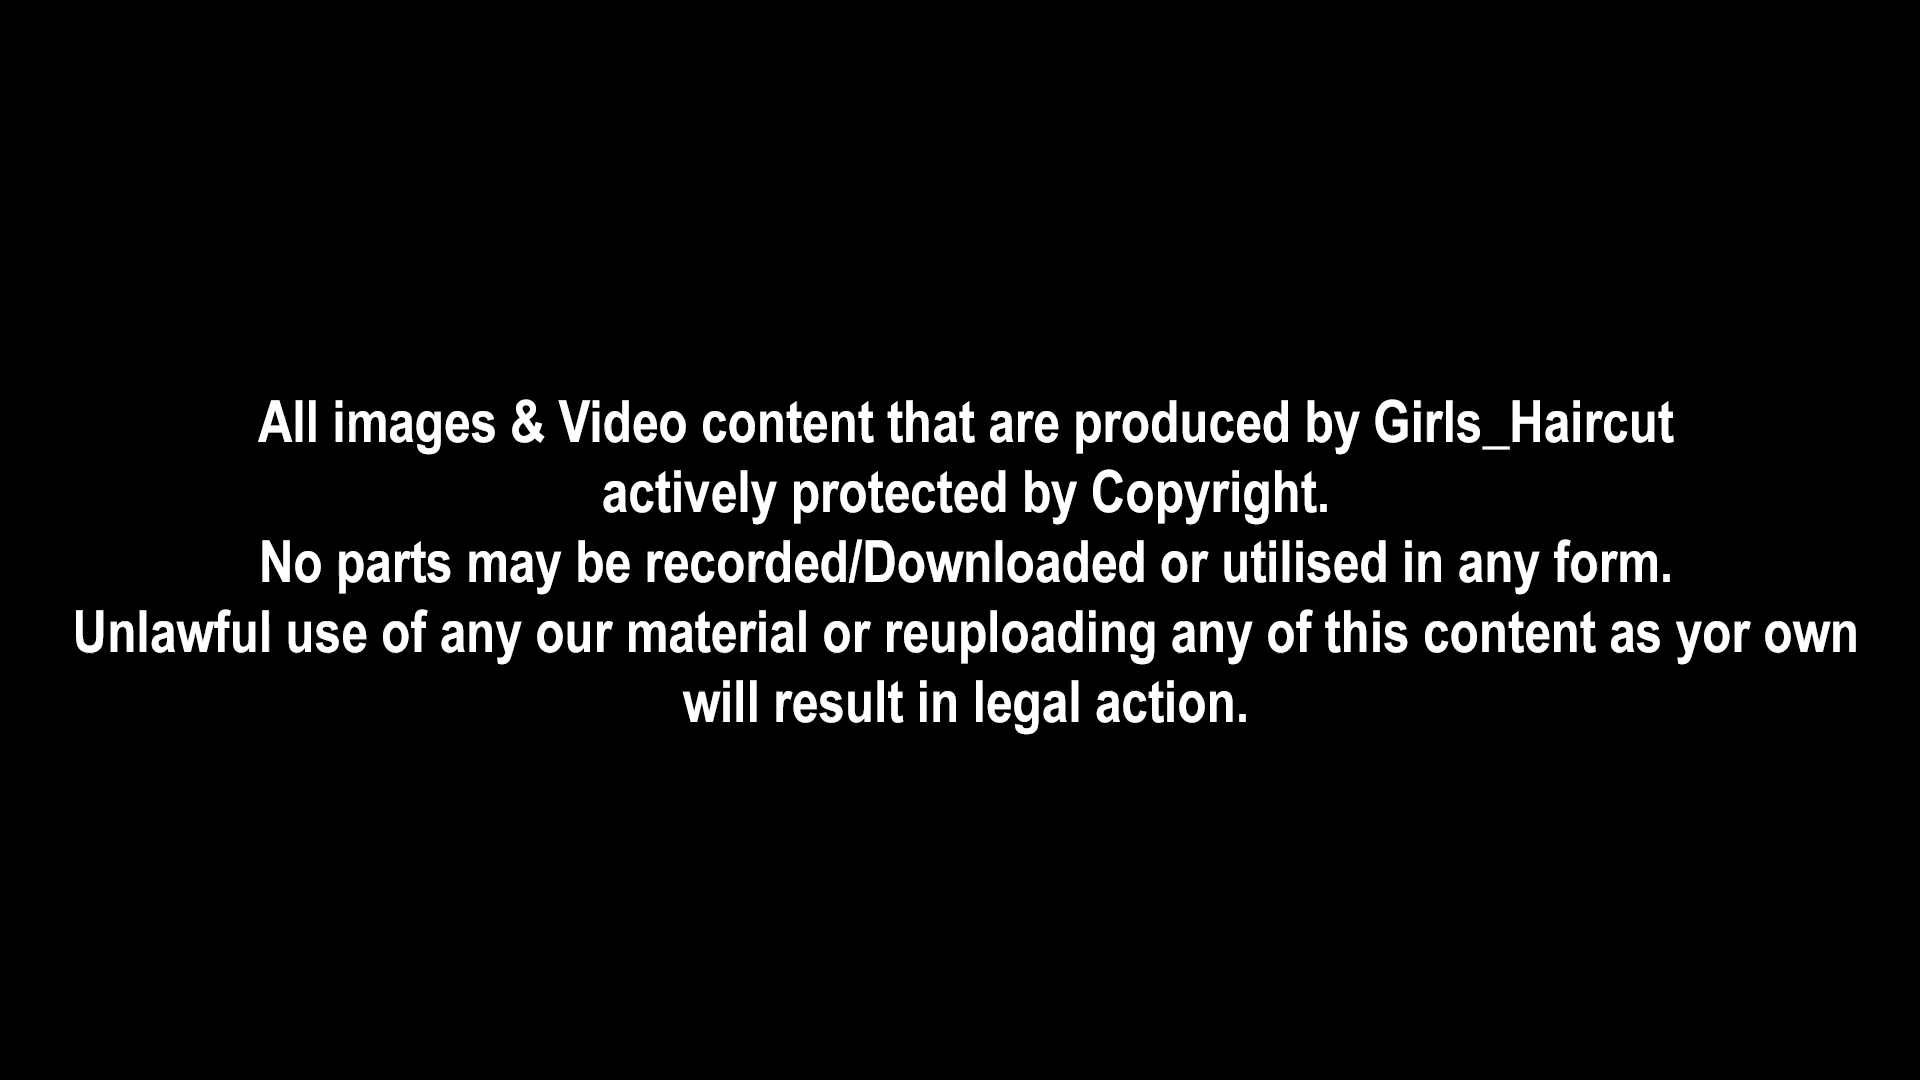 All images & Video content that are produced by Girls_Haircut
actively protected by Copyright.
No parts may be recorded/Downloaded or utilised in any form.
Unlawful use of any our material or reuploading any of this content as yor own
will result in legal action.